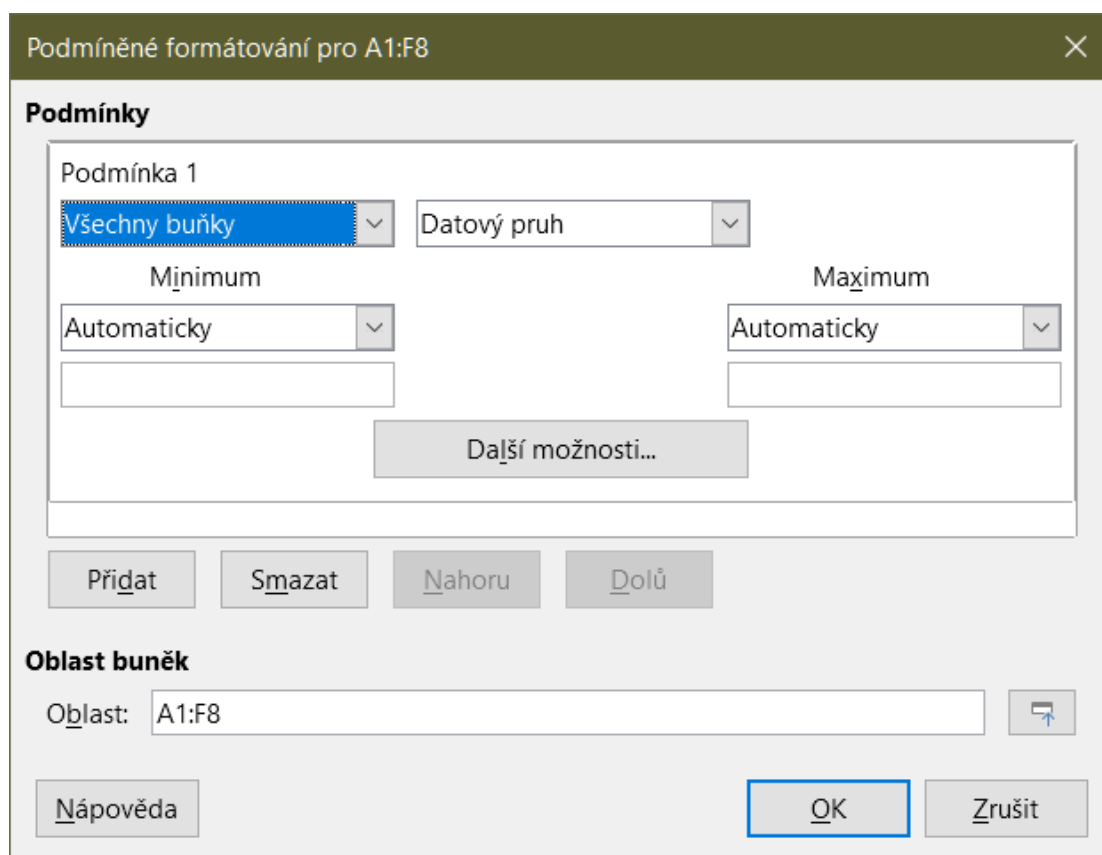 Podmíněné formátování pro A1:F8
Podmínky
Podmínka 1
Všechny buňky Datový pruh
Minimum Maximum
Automaticky Automaticky
Další možnosti...
Přidat Smazat Nahoru Dolů
Oblast buněk
Oblast: A1:F8
Nápověda OK Zrušit